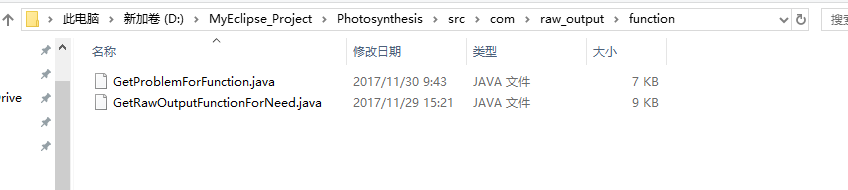 此电脑 › 新加卷 (D:) › MyEclipse_Project › Photosynthesis › src › com › raw_output › function
搜索
名称 修改日期 类型 大小
GetProblemForFunction.java 2017/11/30 9:43 JAVA 文件 7 KB
rive
GetRawOutputFunctionForNeed.java 2017/11/29 15:21 JAVA 文件 9 KB